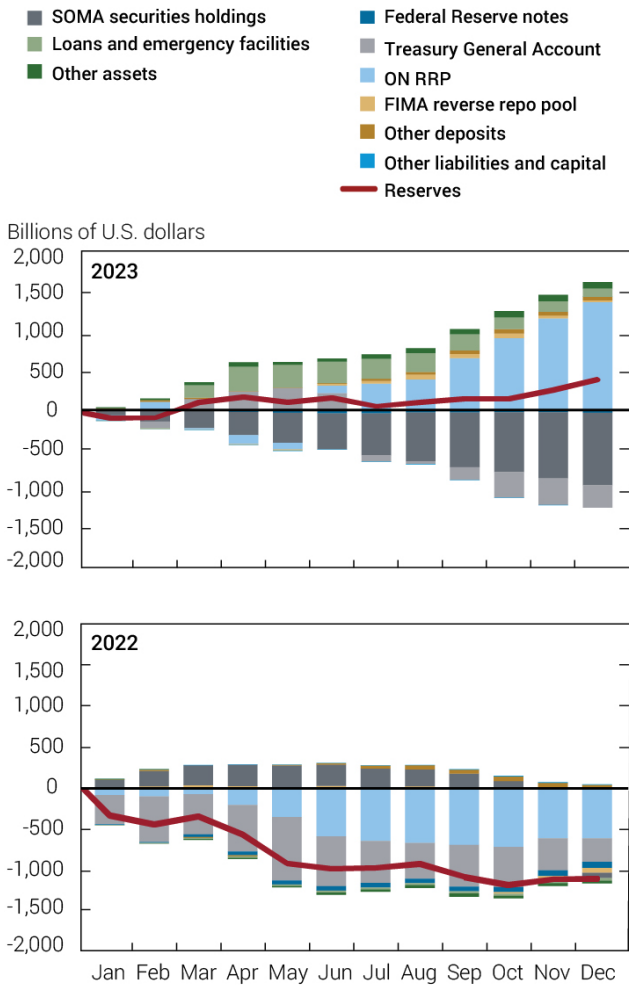 SOMA securities holdings
Loans and emergency facilities
Other assets
Federal Reserve notes
Treasury General Account
ON RRP
FIMA reverse repo pool
Other deposits
Other liabilities and capital
Reserves
Billions of U.S. dollars
2,000
2023
1,500
1,000
500
0
-500
-1,000
-1,500
-2,000
2,000
2022
1,500
1,000
500
0
-500
-1,000
-1,500
-2,000
Jan Feb Mar Apr May Jun Jul Aug Sep Oct Nov Dec